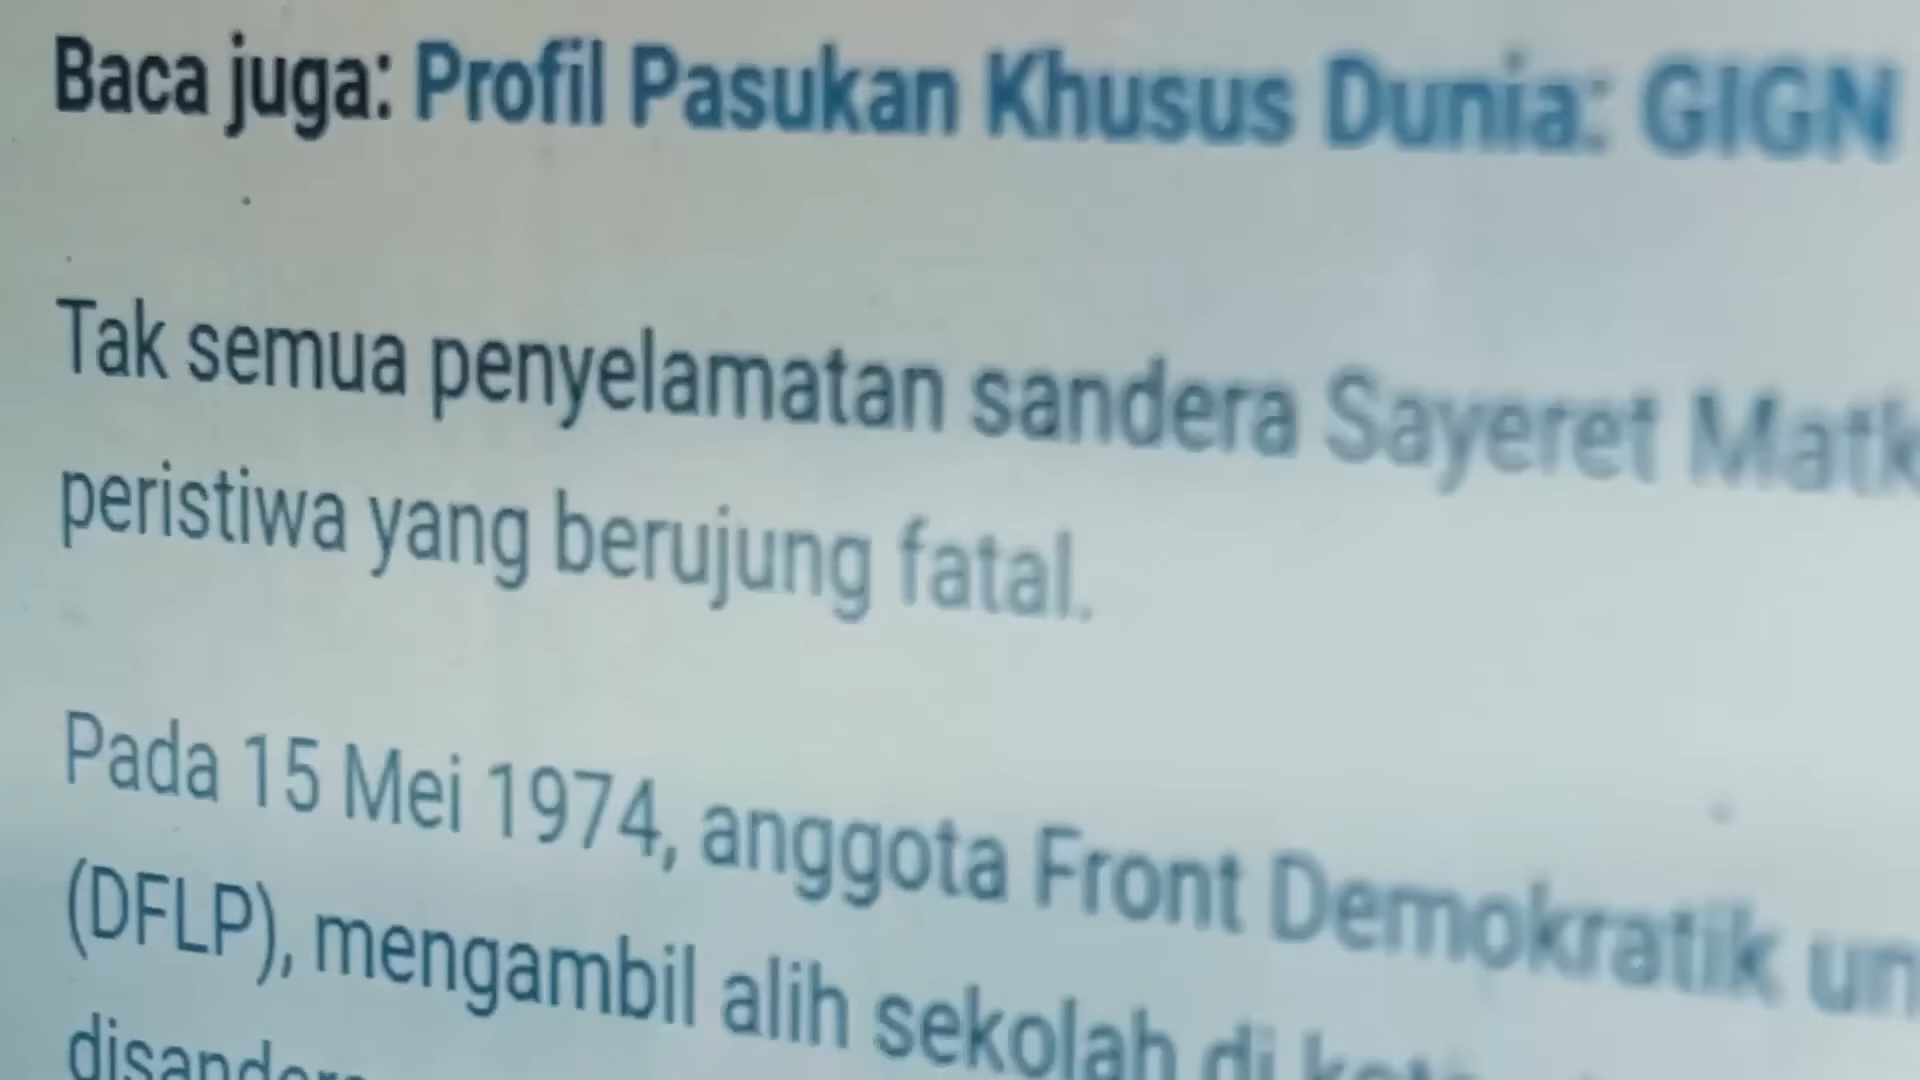 Baca juga: Profil Pasukan Khusus Dunia: GIGN
Tak semua penyelamatan sandera Sayeret
peristiwa yang berujung fatal.
Pada 15 Mei 1974, anggota Front Demokratik
(DFLP), mengambil alih sekolah di